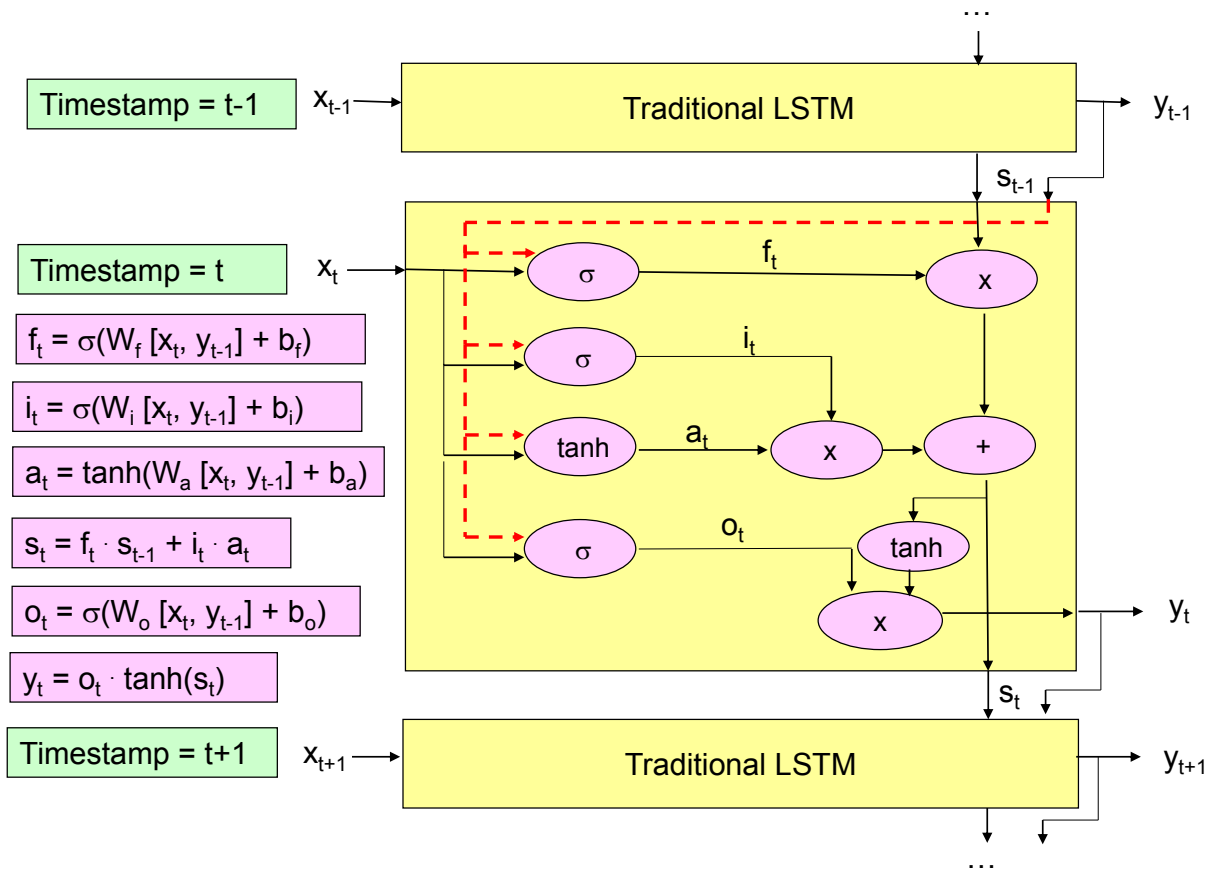 ...
Timestamp = t-1
x_{t-1}
Traditional LSTM
y_{t-1}
s_{t-1}
Timestamp = t
x_t
σ
f_t
x
f_t = σ(W_f [x_t, y_{t-1}] + b_f)
σ
i_t
i_t = σ(W_i [x_t, y_{t-1}] + b_i)
tanh
a_t
x
+
a_t = tanh(W_a [x_t, y_{t-1}] + b_a)
s_t = f_t · s_{t-1} + i_t · a_t
σ
o_t
tanh
o_t = σ(W_o [x_t, y_{t-1}] + b_o)
x
y_t
y_t = o_t · tanh(s_t)
s_t
Timestamp = t+1
x_{t+1}
Traditional LSTM
y_{t+1}
...